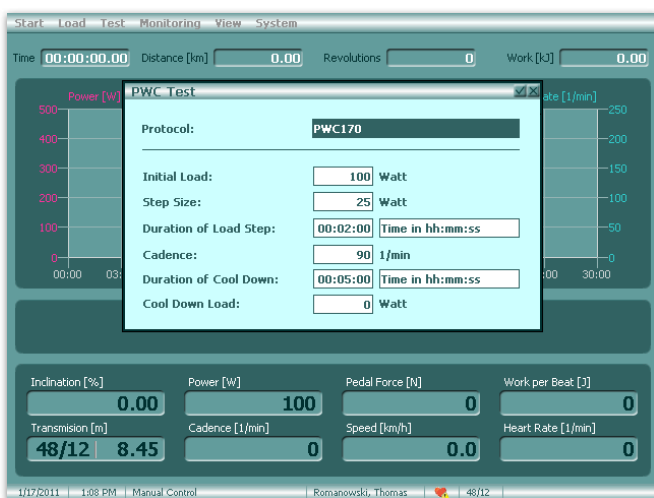 Start Load Test Monitoring View System
Time 00:00:00.00 Distance [km] 0.00 Revolutions 0 Work [kJ] 0.00
PWC Test
Power [W] ate [1/min]
500 250
400 200
300 150
200 100
100 50
0 0
00:00 03: :00 30:00
Protocol: PWC170
Initial Load: 100 Watt
Step Size: 25 Watt
Duration of Load Step: 00:02:00 Time in hh:mm:ss
Cadence: 90 1/min
Duration of Cool Down: 00:05:00 Time in hh:mm:ss
Cool Down Load: 0 Watt
Inclination [%] Power [W] Pedal Force [N] Work per Beat [J]
0.00 100 0 0
Transmision [m] Cadence [1/min] Speed [km/h] Heart Rate [1/min]
48/12 8.45 0 0.0 0
1/17/2011 1:08 PM Manual Control Romanowski, Thomas 48/12